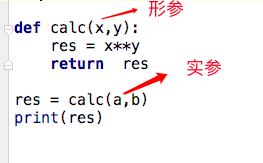 形参
def calc(x,y):
    res = x**y
    return  res
实参
res = calc(a,b)
print(res)